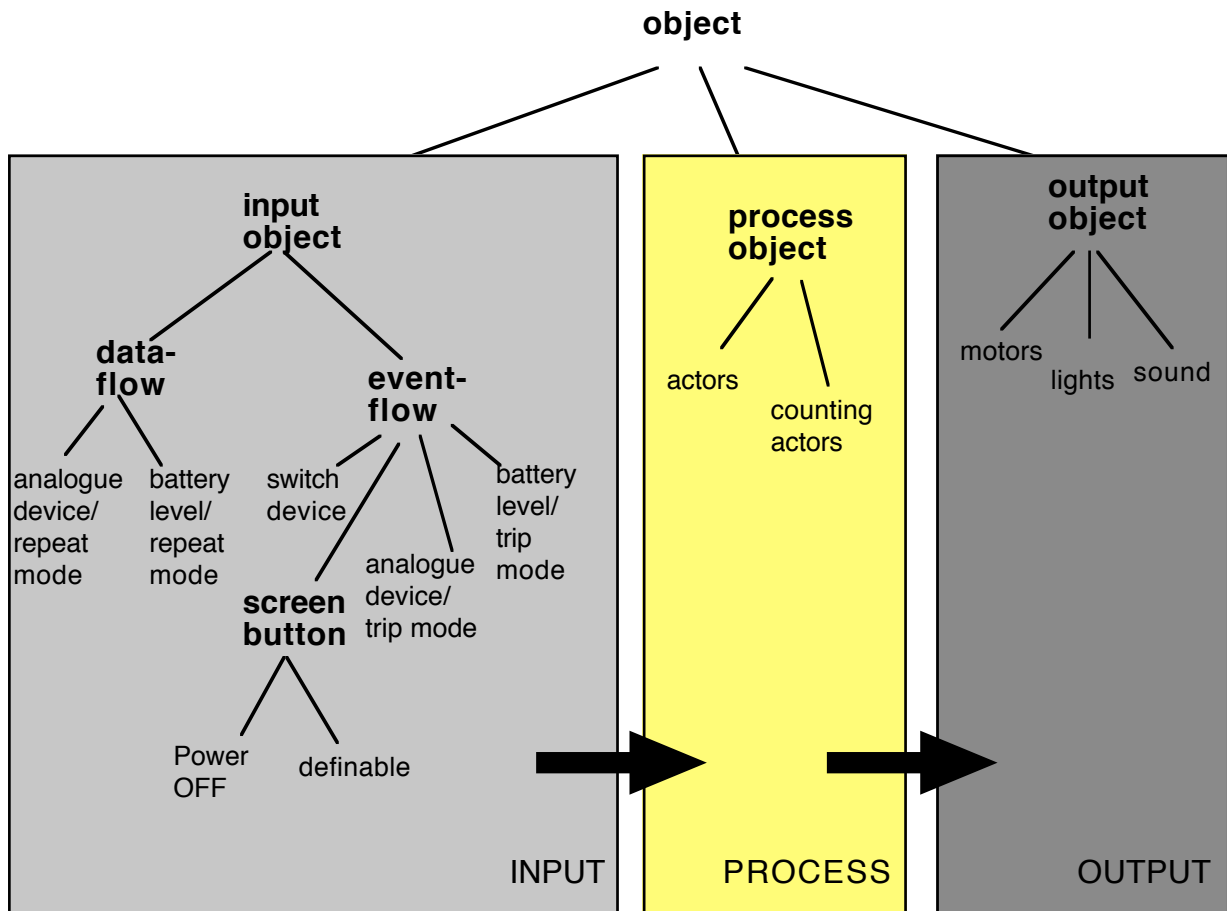 object
input
object
data-
flow
event-
flow
analogue
device/
repeat
mode
battery
level/
repeat
mode
switch
device
screen
button
analogue
device/
trip mode
battery
level/
trip
mode
Power
OFF
definable
INPUT
process
object
actors
counting
actors
PROCESS
output
object
motors
lights
sound
OUTPUT